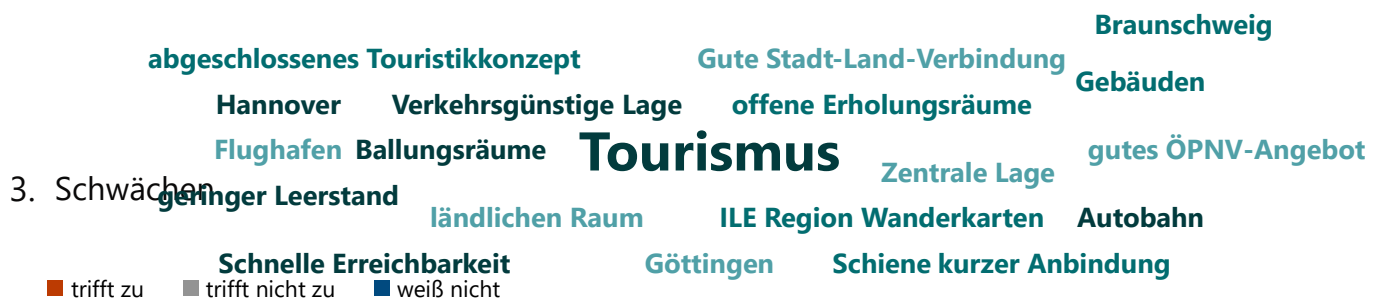 Braunschweig
abgeschlossenes Touristikkonzept Gute Stadt-Land-Verbindung
Gebäuden
Hannover Verkehrsgünstige Lage offene Erholungsräume
Flughafen Ballungsräume Tourismus gutes ÖPNV-Angebot
Zentrale Lage
3. Schwächen
geringer Leerstand
ländlichen Raum ILE Region Wanderkarten Autobahn
Schnelle Erreichbarkeit Göttingen Schiene kurzer Anbindung
trifft zu trifft nicht zu weiß nicht